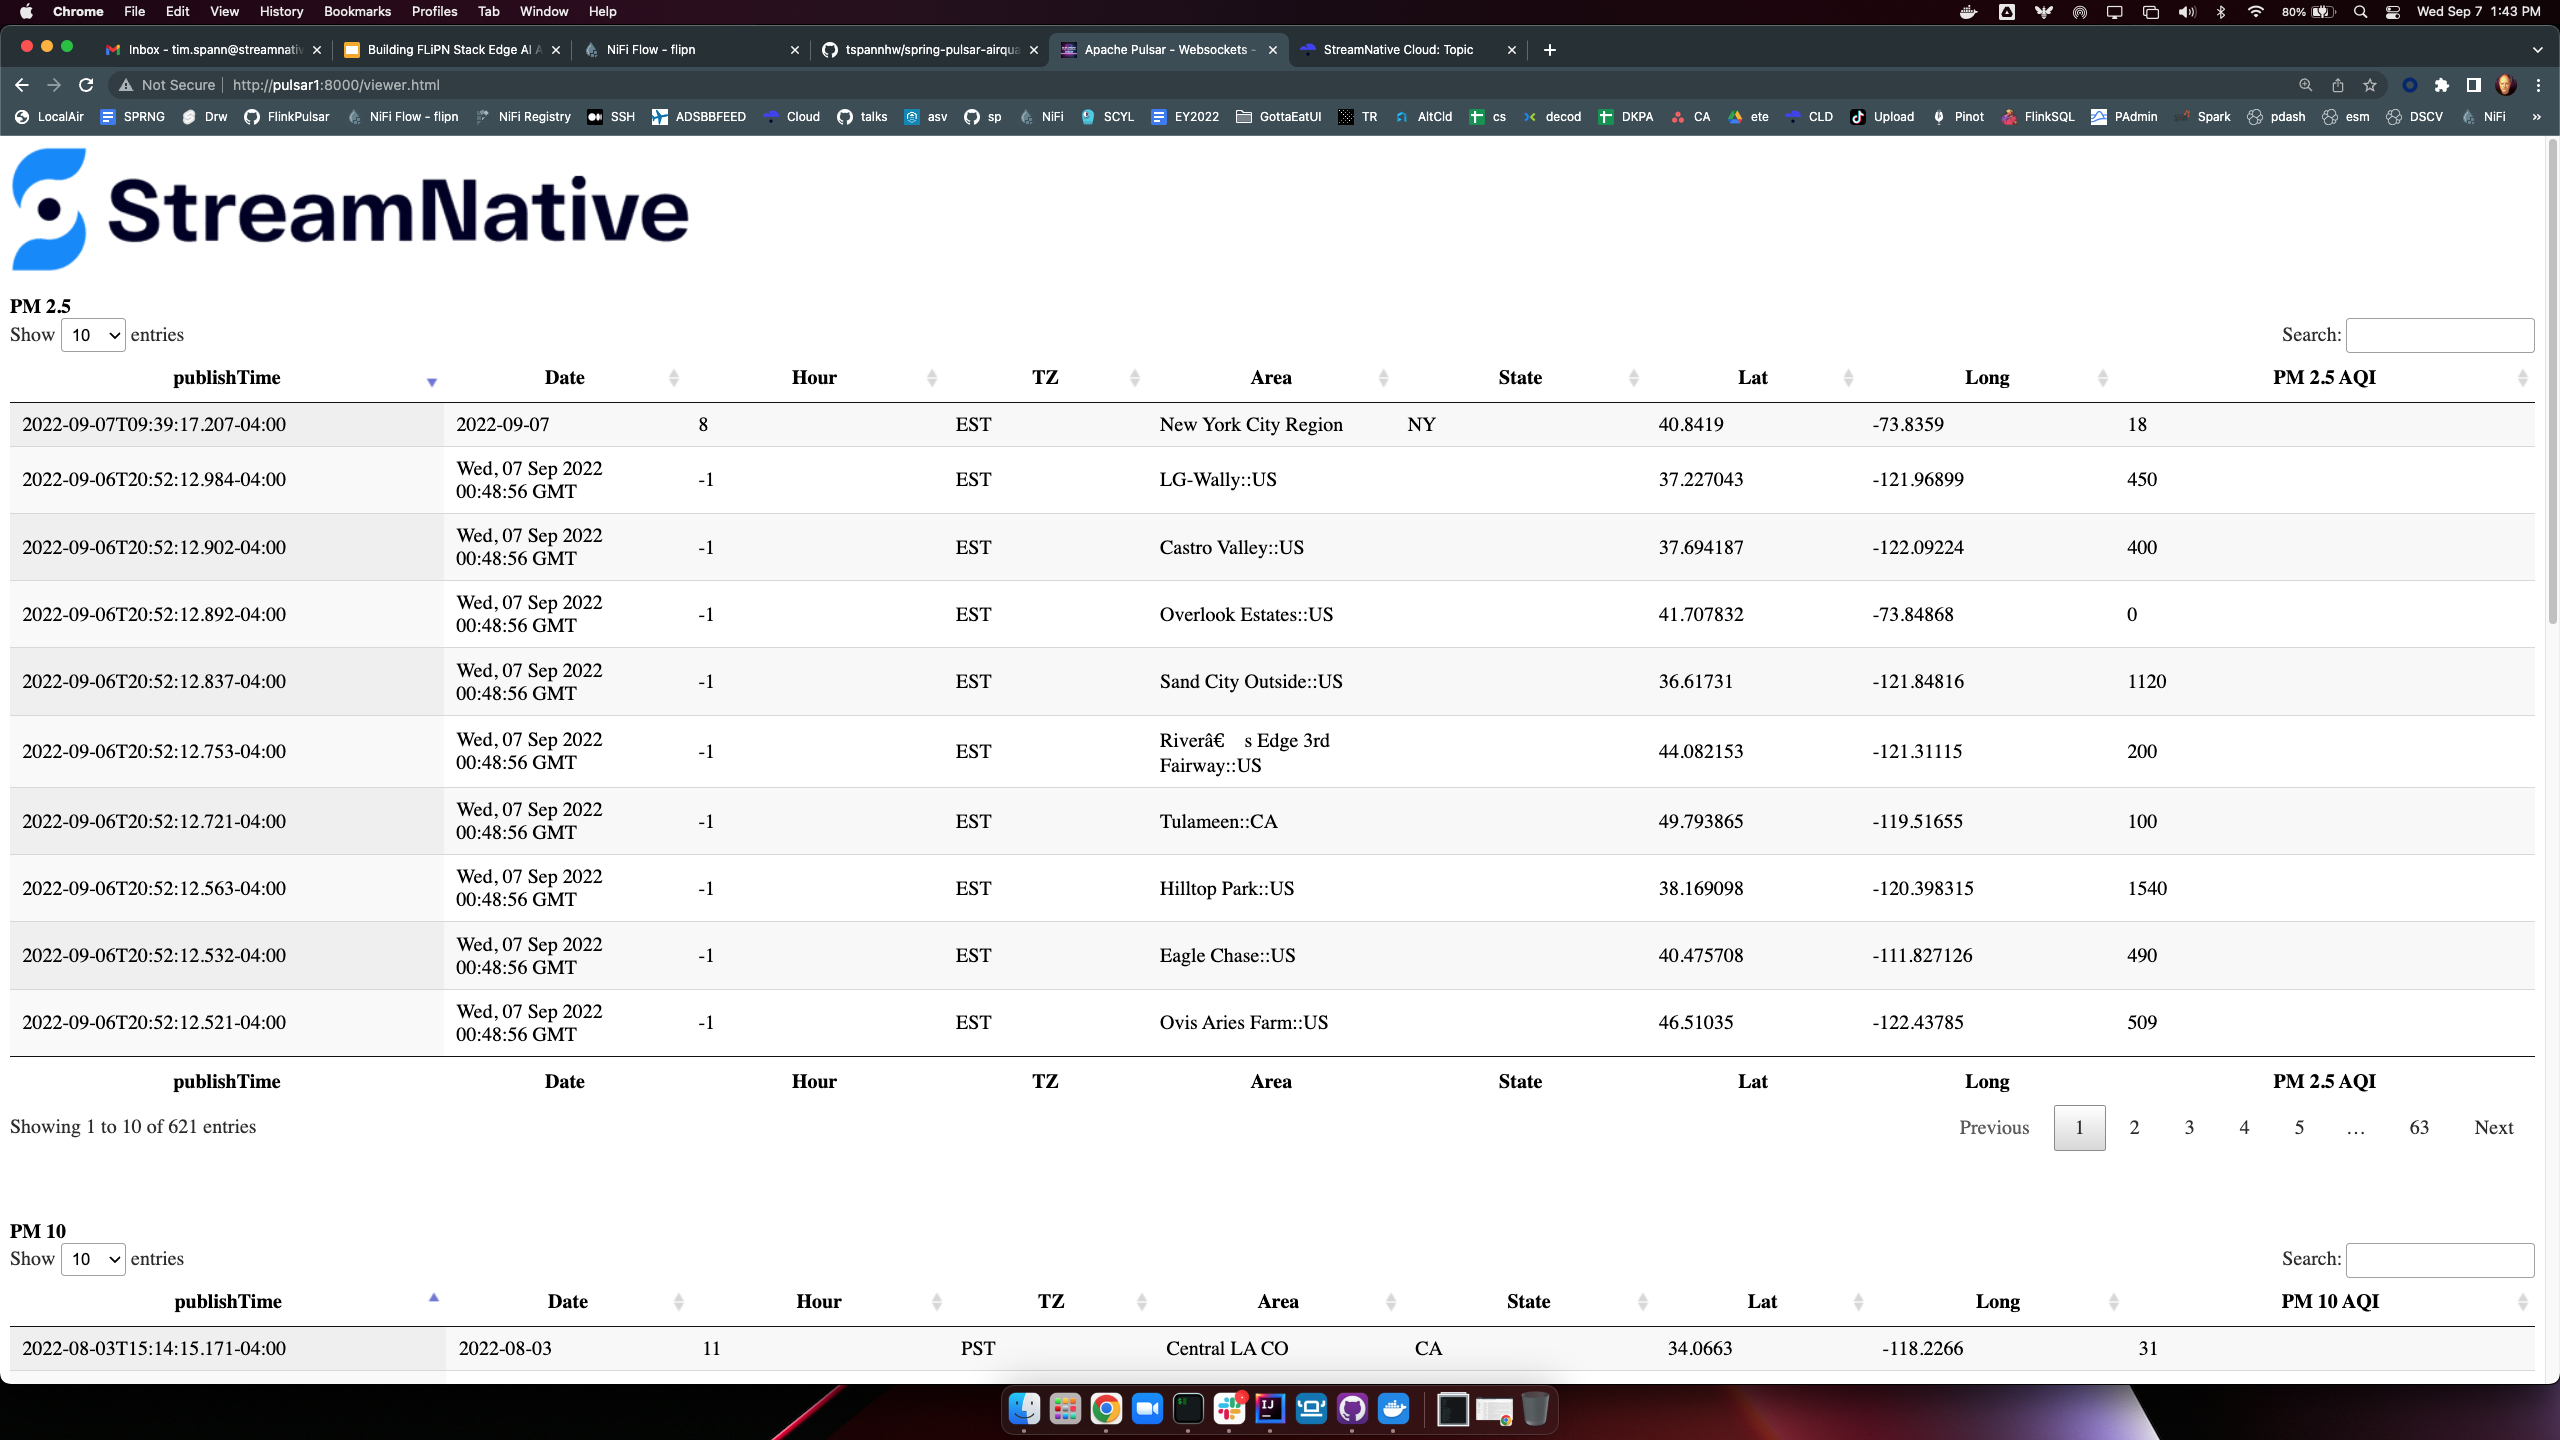 Chrome File Edit View History Bookmarks Profiles Tab Window Help 80% Wed Sep 7 1:43 PM
Inbox - tim.spann@streamnativ Building FLiPN Stack Edge AI A NiFi Flow - flipn tspannhw/spring-pulsar-airqua Apache Pulsar - Websockets - StreamNative Cloud: Topic
Not Secure http://pulsar1:8000/viewer.html
LocalAir SPRNG Drw FlinkPulsar NiFi Flow - flipn NiFi Registry SSH ADSBBFEED Cloud talks asv sp NiFi SCYL EY2022 GottaEatUI TR AltCld cs decod DKPA CA ete CLD Upload Pinot FlinkSQL PAdmin Spark pdash esm DSCV NiFi »
StreamNative
PM 2.5
Show 10 entries Search:
publishTime Date Hour TZ Area State Lat Long PM 2.5 AQI
2022-09-07T09:39:17.207-04:00 2022-09-07 8 EST New York City Region NY 40.8419 -73.8359 18
2022-09-06T20:52:12.984-04:00 Wed, 07 Sep 2022 00:48:56 GMT -1 EST LG-Wally::US 37.227043 -121.96899 450
2022-09-06T20:52:12.902-04:00 Wed, 07 Sep 2022 00:48:56 GMT -1 EST Castro Valley::US 37.694187 -122.09224 400
2022-09-06T20:52:12.892-04:00 Wed, 07 Sep 2022 00:48:56 GMT -1 EST Overlook Estates::US 41.707832 -73.84868 0
2022-09-06T20:52:12.837-04:00 Wed, 07 Sep 2022 00:48:56 GMT -1 EST Sand City Outside::US 36.61731 -121.84816 1120
2022-09-06T20:52:12.753-04:00 Wed, 07 Sep 2022 00:48:56 GMT -1 EST Riverâ€ s Edge 3rd Fairway::US 44.082153 -121.31115 200
2022-09-06T20:52:12.721-04:00 Wed, 07 Sep 2022 00:48:56 GMT -1 EST Tulameen::CA 49.793865 -119.51655 100
2022-09-06T20:52:12.563-04:00 Wed, 07 Sep 2022 00:48:56 GMT -1 EST Hilltop Park::US 38.169098 -120.398315 1540
2022-09-06T20:52:12.532-04:00 Wed, 07 Sep 2022 00:48:56 GMT -1 EST Eagle Chase::US 40.475708 -111.827126 490
2022-09-06T20:52:12.521-04:00 Wed, 07 Sep 2022 00:48:56 GMT -1 EST Ovis Aries Farm::US 46.51035 -122.43785 509
publishTime Date Hour TZ Area State Lat Long PM 2.5 AQI
Showing 1 to 10 of 621 entries Previous 1 2 3 4 5 … 63 Next
PM 10
Show 10 entries Search:
publishTime Date Hour TZ Area State Lat Long PM 10 AQI
2022-08-03T15:14:15.171-04:00 2022-08-03 11 PST Central LA CO CA 34.0663 -118.2266 31